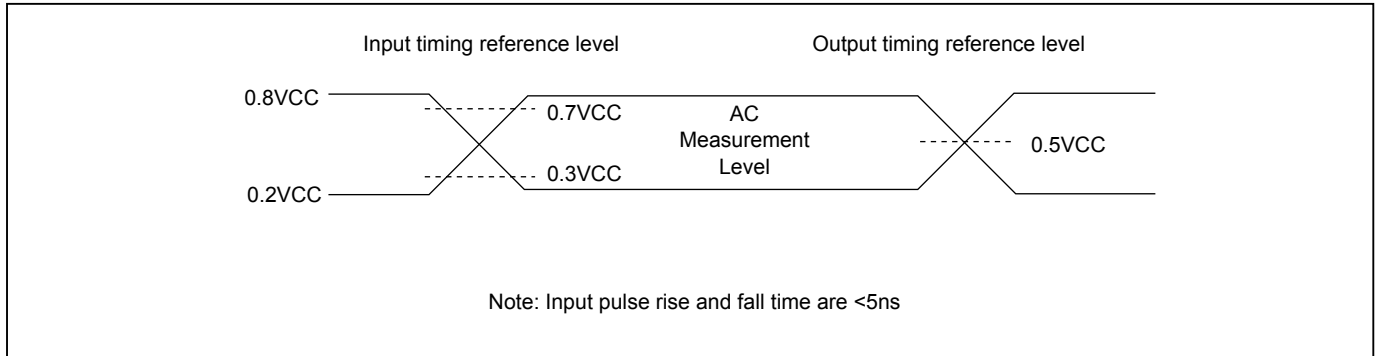 Input timing reference level
Output timing reference level
0.8VCC
0.7VCC
AC
Measurement
Level
0.5VCC
0.3VCC
0.2VCC
Note: Input pulse rise and fall time are <5ns